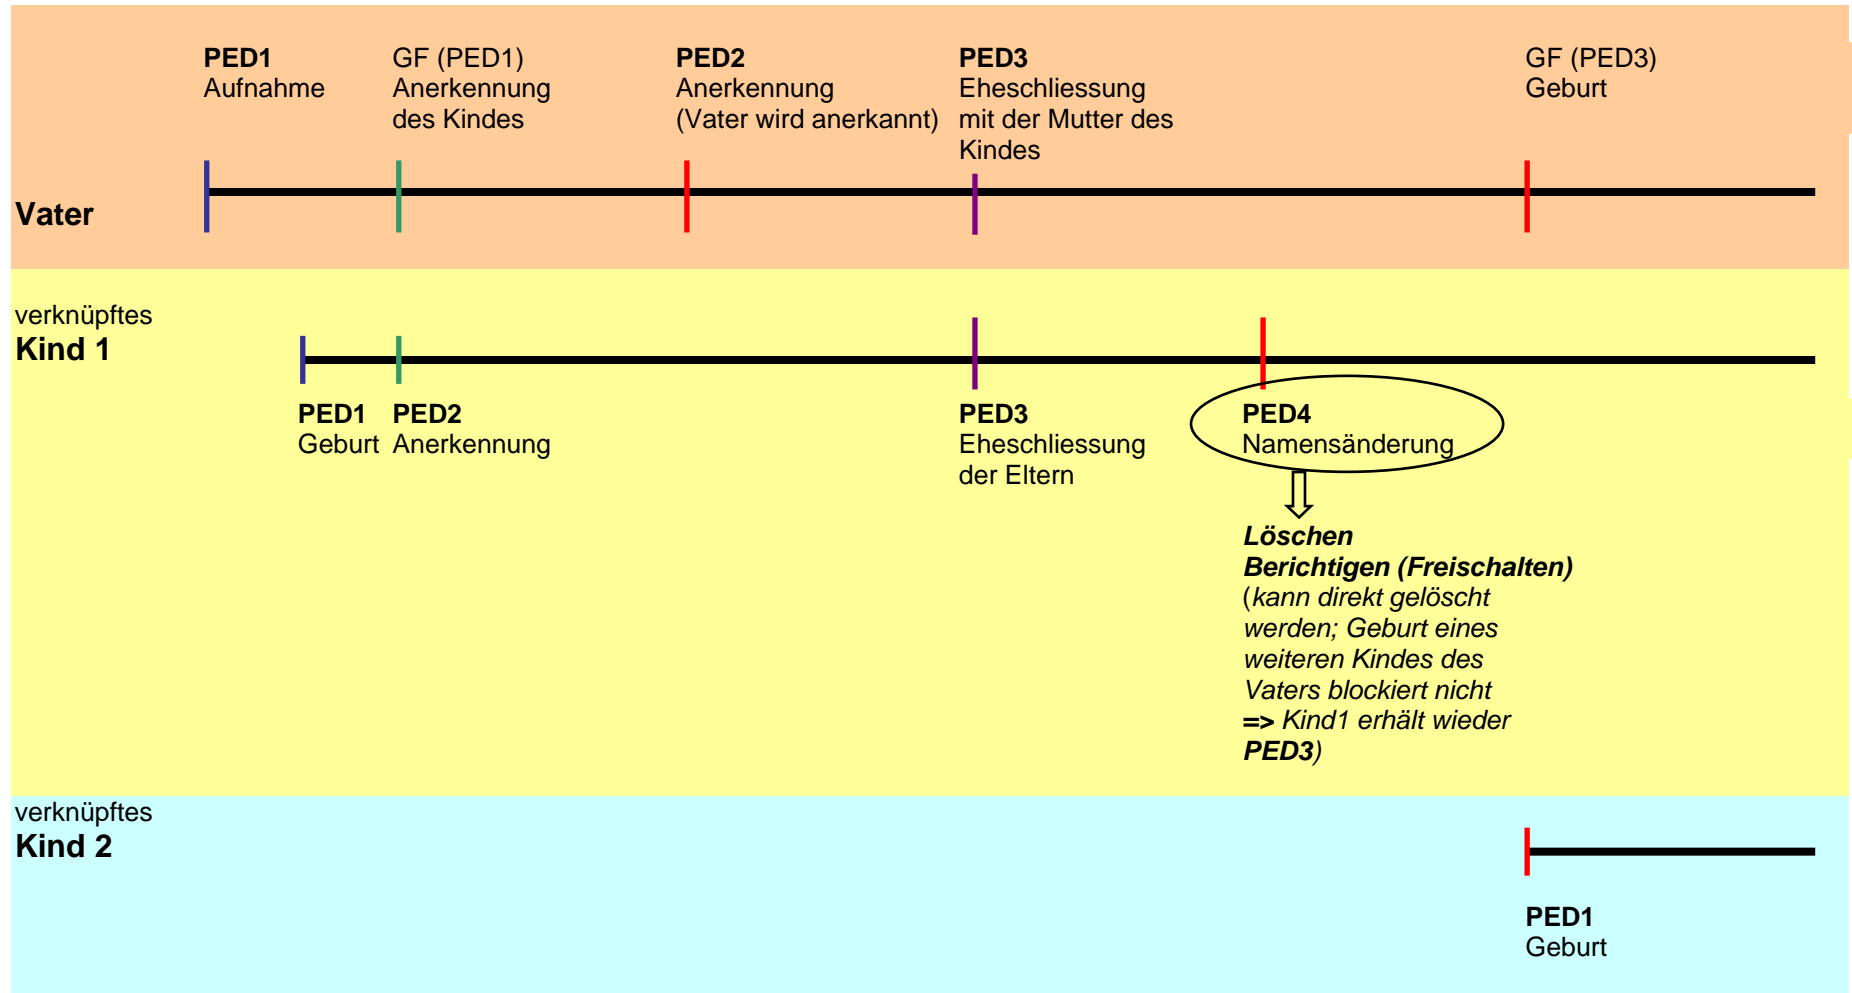 PED1
Aufnahme
GF (PED1)
Anerkennung
des Kindes
PED2
Anerkennung
(Vater wird anerkannt)
PED3
Eheschliessung
mit der Mutter des
Kindes
GF (PED3)
Geburt
Vater
verknüpftes
Kind 1
PED1
Geburt
PED2
Anerkennung
PED3
Eheschliessung
der Eltern
PED4
Namensänderung
Löschen
Berichtigen (Freischalten)
(kann direkt gelöscht
werden; Geburt eines
weiteren Kindes des
Vaters blockiert nicht
=> Kind1 erhält wieder
PED3)
verknüpftes
Kind 2
PED1
Geburt